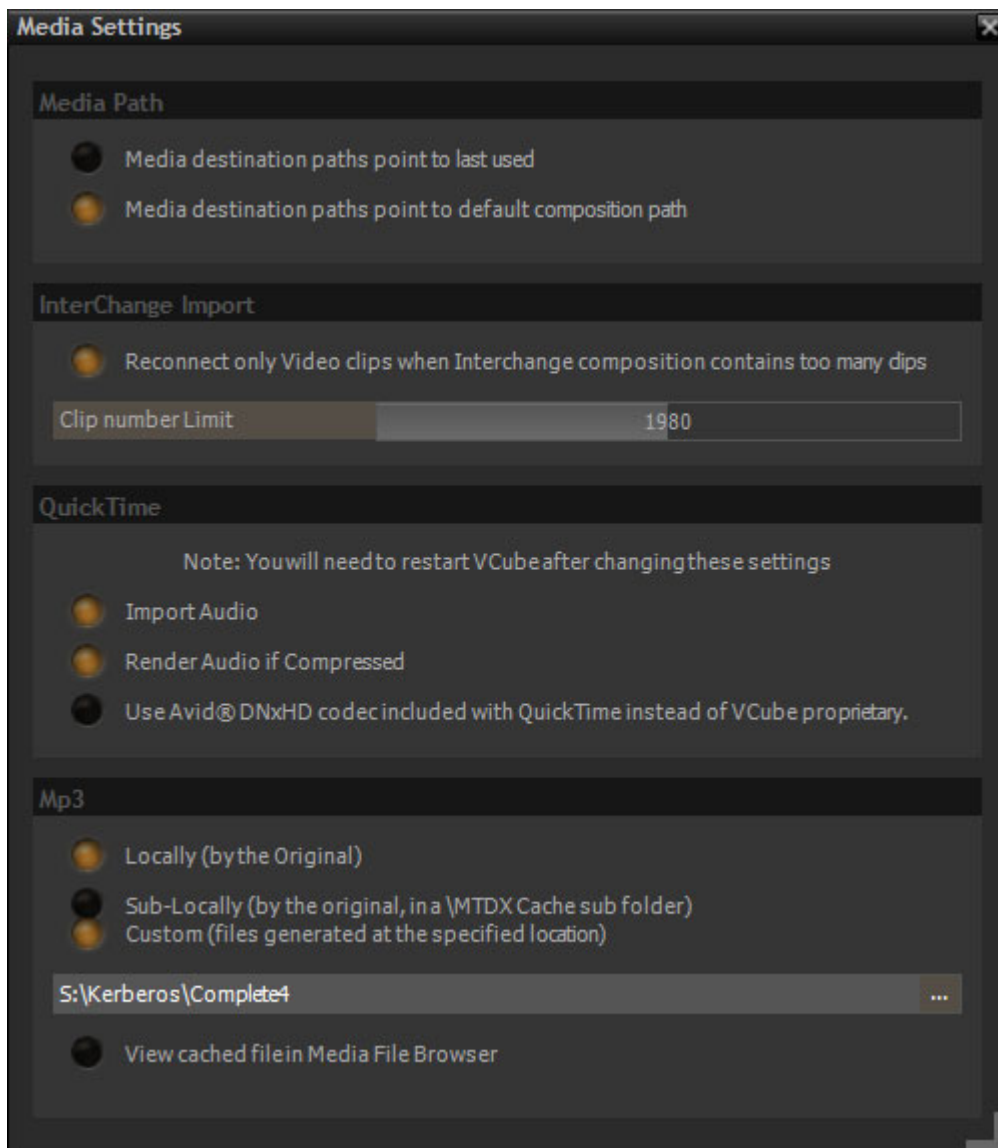 Media Settings
Media Path
Media destination paths point to last used
Media destination paths point to default composition path
InterChange Import
Reconnect only Video clips when Interchange composition contains too many clips
Clip number Limit 1980
QuickTime
Note: You will need to restart VCube after changing these settings
Import Audio
Render Audio if Compressed
Use Avid® DNxHD codec included with QuickTime instead of VCube proprietary.
Mp3
Locally (by the Original)
Sub-Locally (by the original, in a \MTDX Cache sub folder)
Custom (files generated at the specified location)
S:\Kerberos\Complete4 ...
View cached file in Media File Browser